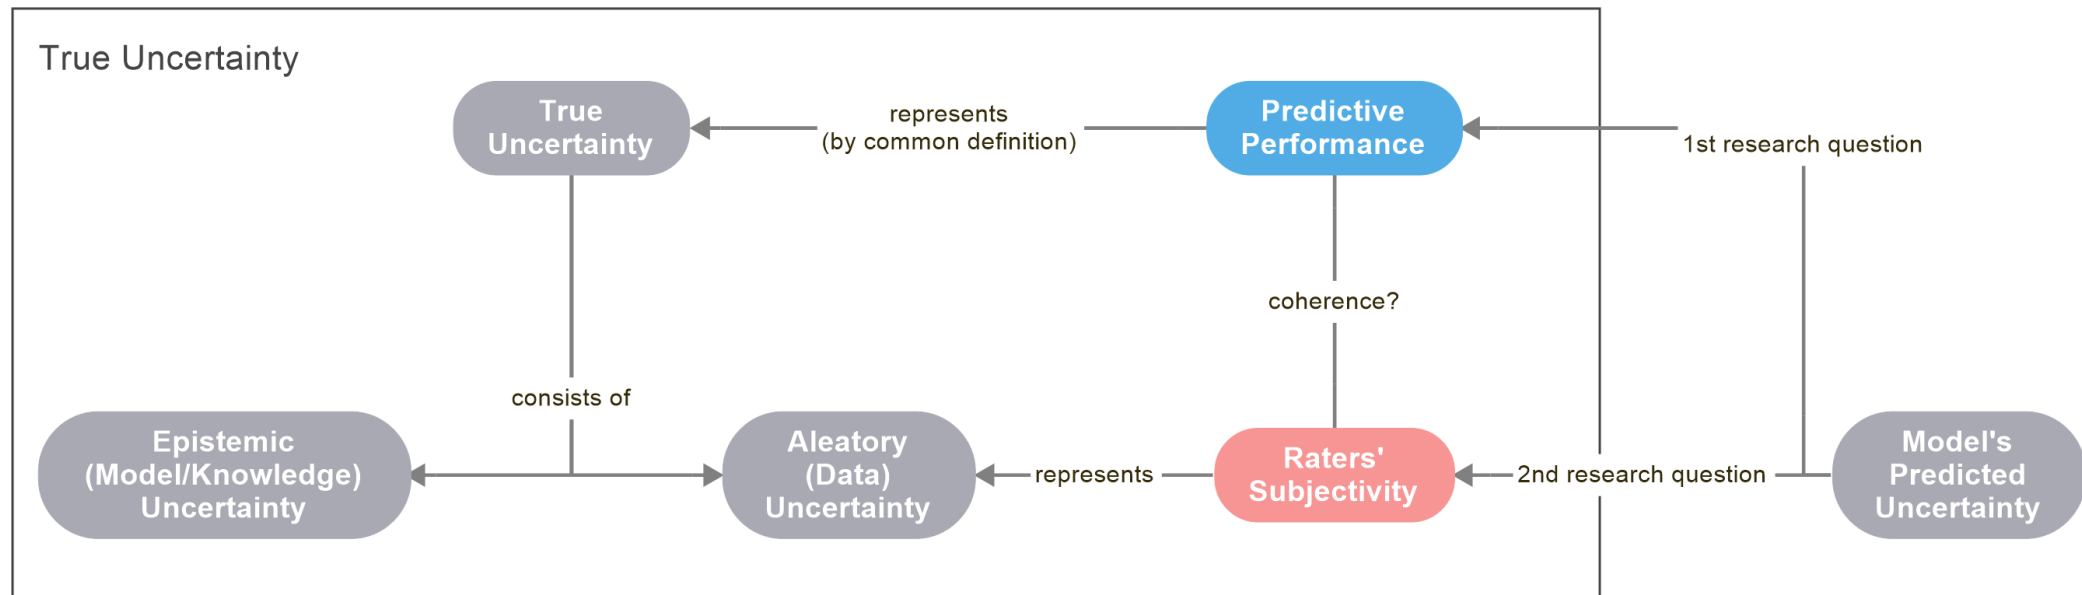 True Uncertainty
True
Uncertainty
represents
(by common definition)
Predictive
Performance
1st research question
coherence?
consists of
Epistemic
(Model/Knowledge)
Uncertainty
Aleatory
(Data)
Uncertainty
represents
Raters'
Subjectivity
2nd research question
Model's
Predicted
Uncertainty